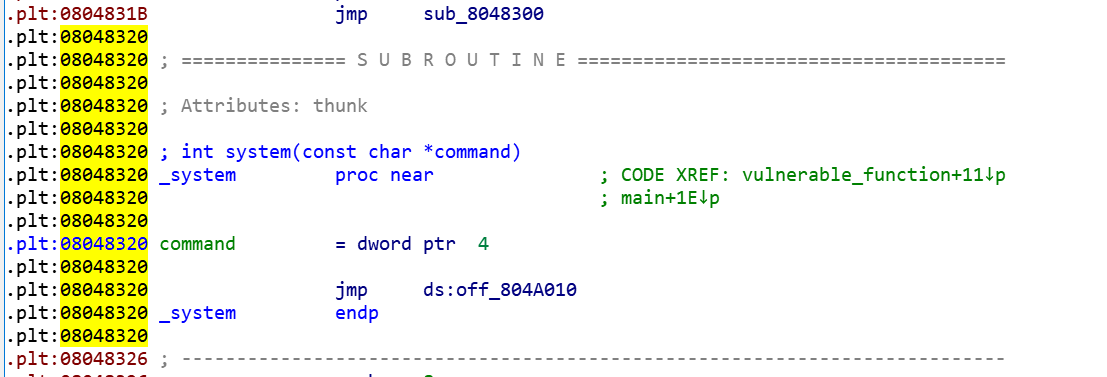 .plt:0804831B                 jmp     sub_8048300
.plt:08048320
.plt:08048320 ; =============== S U B R O U T I N E =======================================
.plt:08048320
.plt:08048320 ; Attributes: thunk
.plt:08048320
.plt:08048320 ; int system(const char *command)
.plt:08048320 _system         proc near               ; CODE XREF: vulnerable_function+11↓p
.plt:08048320                                         ; main+1E↓p
.plt:08048320
.plt:08048320 command         = dword ptr  4
.plt:08048320
.plt:08048320                 jmp     ds:off_804A010
.plt:08048320 _system         endp
.plt:08048320
.plt:08048326 ; ---------------------------------------------------------------------------